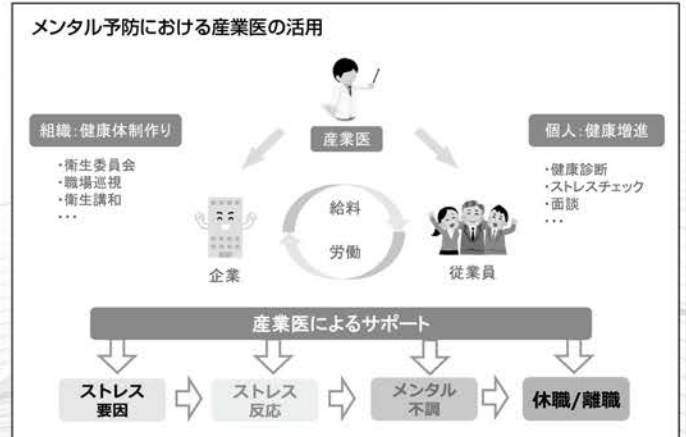 メンタル予防における産業医の活用
産業医
組織:健康体制作り
・衛生委員会
・職場巡視
・衛生講和
・・・
個人:健康増進
・健康診断
・ストレスチェック
・面談
・・・
給料
労働
企業
従業員
産業医によるサポート
ストレス
要因
ストレス
反応
メンタル
不調
休職/離職